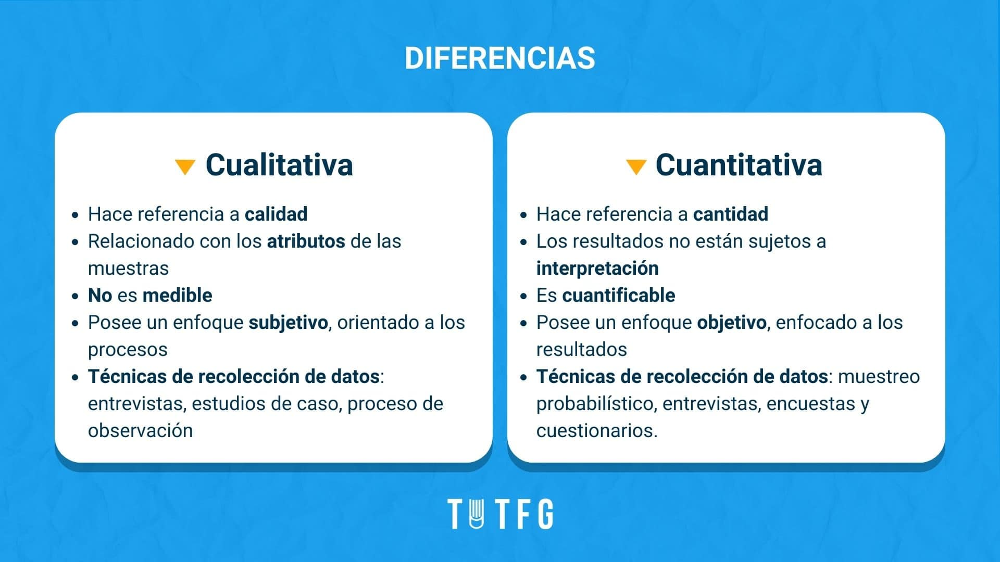 DIFERENCIAS
Cualitativa
Hace referencia a calidad
Relacionado con los atributos de las
muestras
No es medible
Posee un enfoque subjetivo, orientado a los
procesos
Técnicas de recolección de datos:
entrevistas, estudios de caso, proceso de
observación
Cuantitativa
Hace referencia a cantidad
Los resultados no están sujetos a
interpretación
Es cuantificable
Posee un enfoque objetivo, enfocado a los
resultados
Técnicas de recolección de datos: muestreo
probabilístico, entrevistas, encuestas y
cuestionarios.
TUTFG